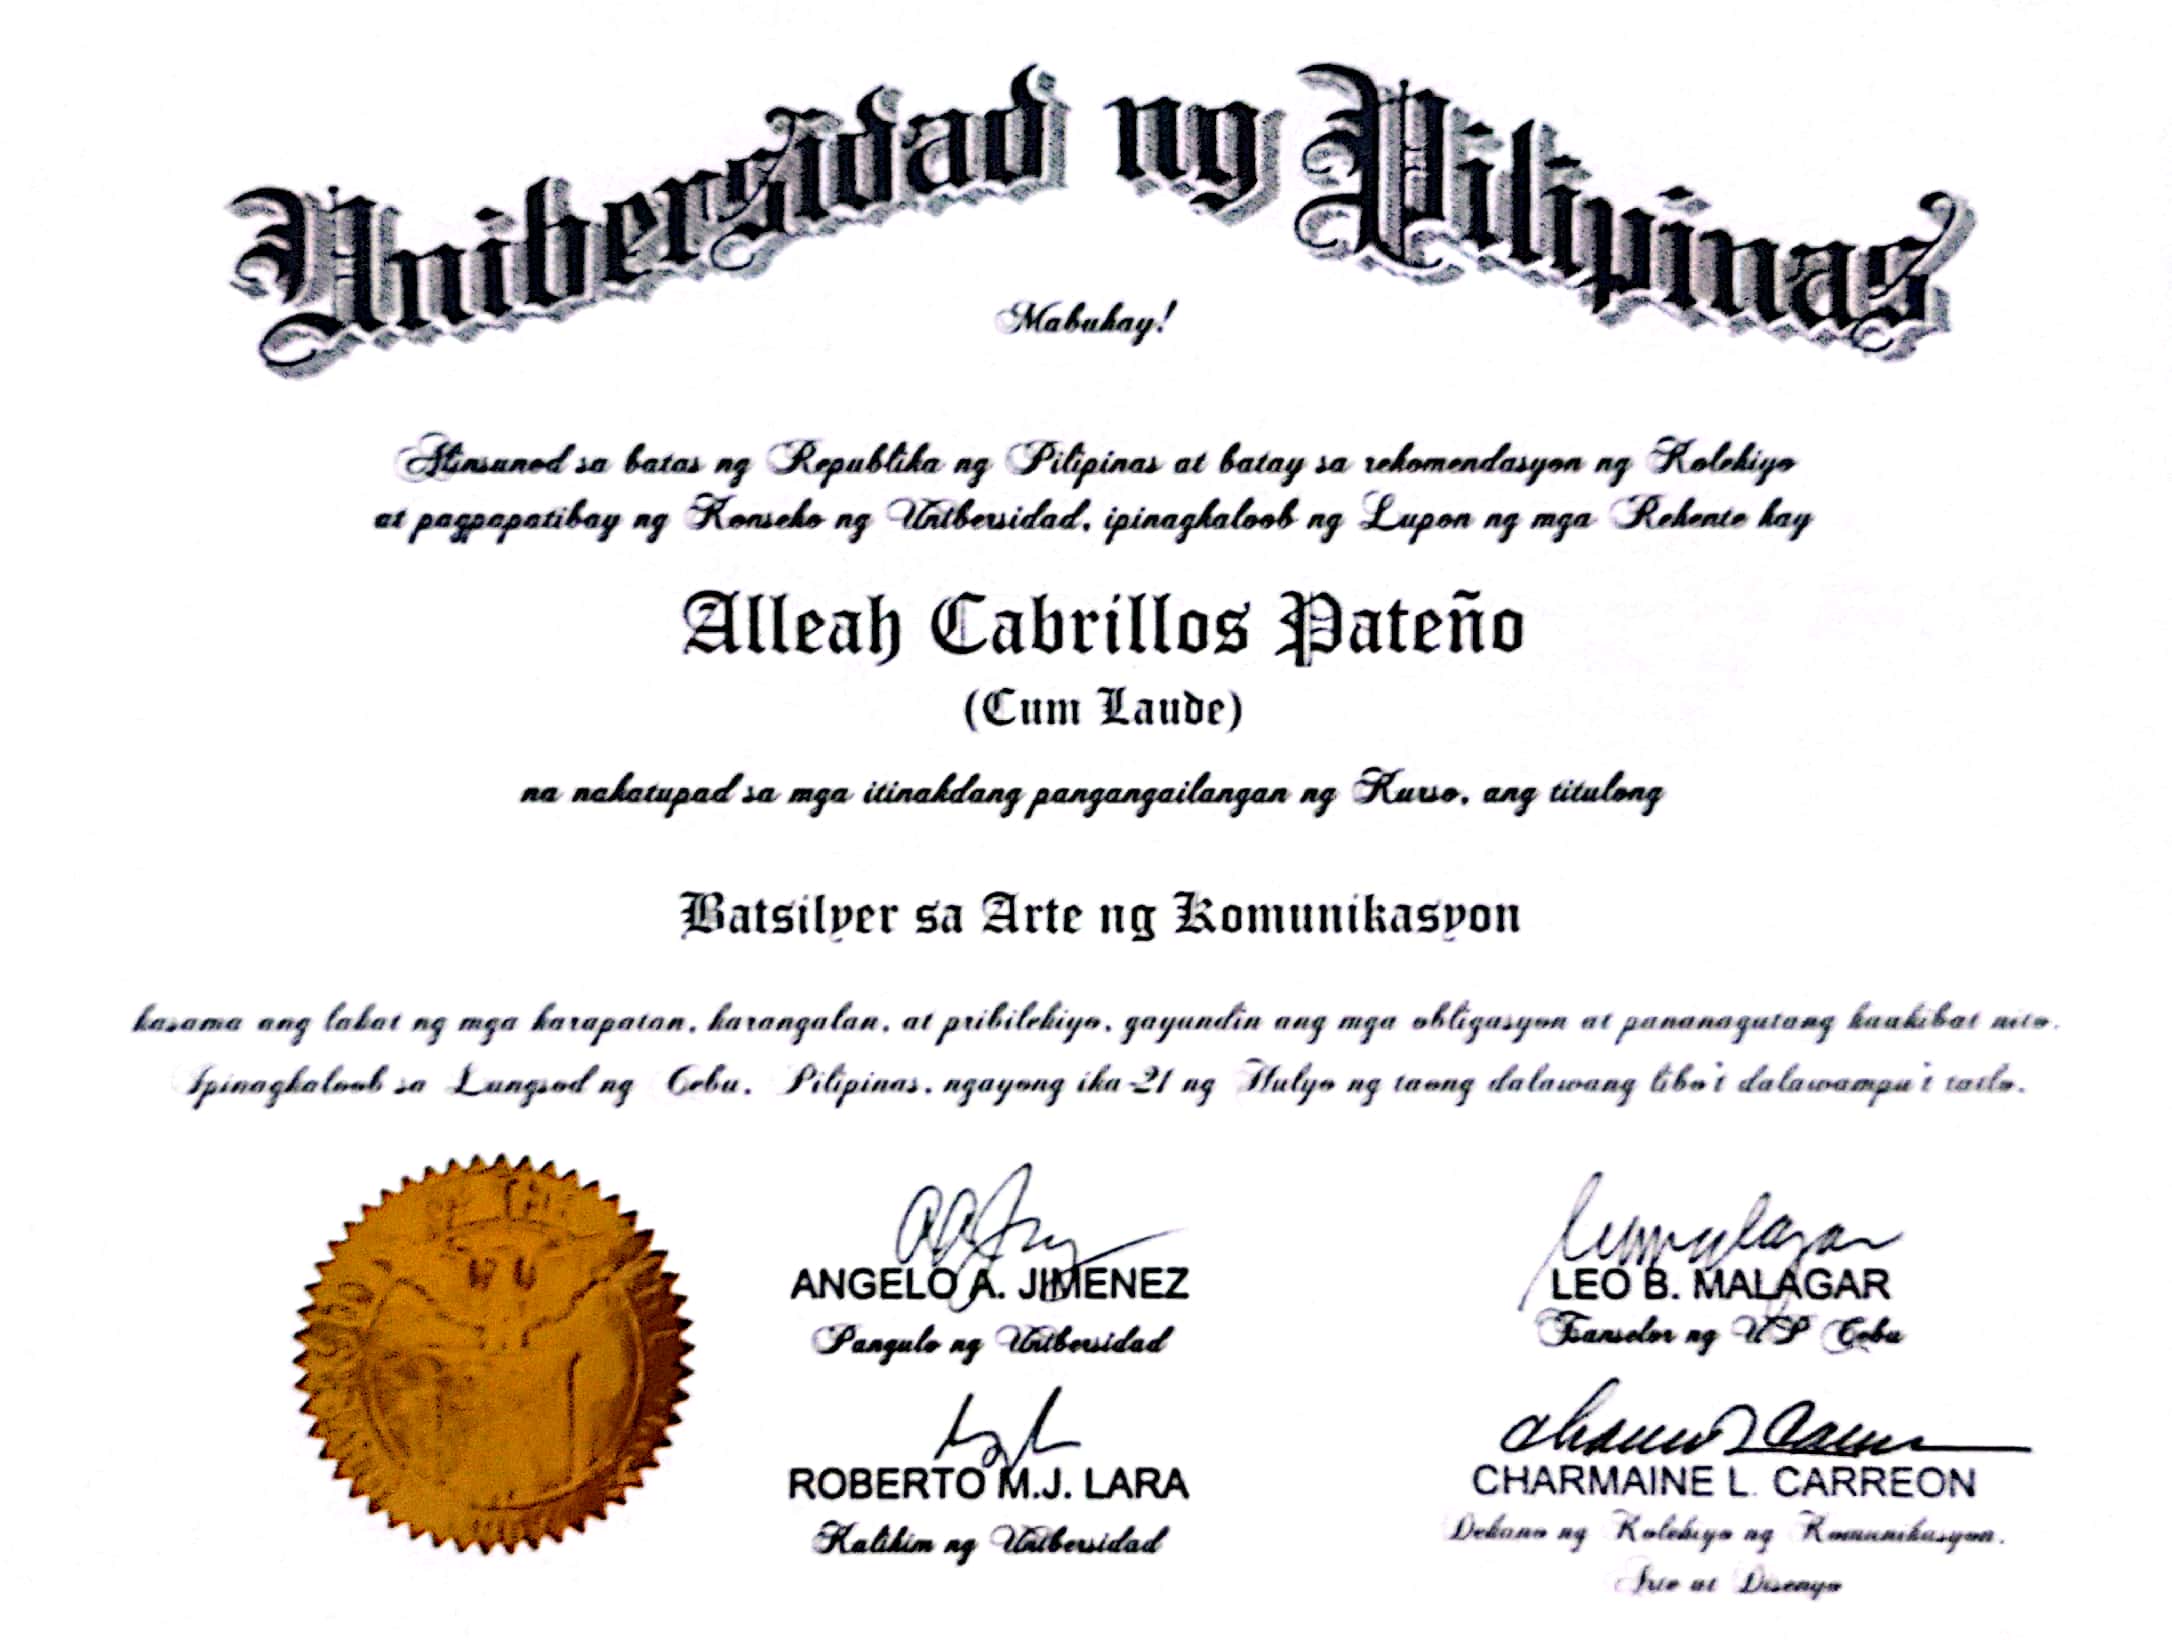 Unibersidad ng Pilipinas
Mabuhay!
Alinsunod sa batas ng Republika ng Pilipinas at batay sa rekomendasyon ng Kolehiyo
at pagpapatibay ng Konseho ng Unibersidad, ipinagkaloob ng Lupon ng mga Rehente kay
Alleah Cabrillos Pateño
(Cum Laude)
na nakatupad sa mga itinakdang pangangailangan ng Kurso, ang titulong
Batsilyer sa Arte ng Komunikasyon
kasama ang lahat ng mga karapatan, karangalan, at pribilehiyo, gayundin ang mga obligasyon at pananagutang kaakibat nito.
Ipinagkaloob sa Lungsod ng Cebu, Pilipinas, ngayong ika-21 ng Hulyo ng taong dalawang libo't dalawampu't tatlo.
ANGELO A. JIMENEZ
Pangulo ng Unibersidad
LEO B. MALAGAR
Tsanselor ng UP Cebu
ROBERTO M.J. LARA
Kalihim ng Unibersidad
CHARMAINE L. CARREON
Dekano ng Kolehiyo ng Komunikasyon,
Arte at Disenyo